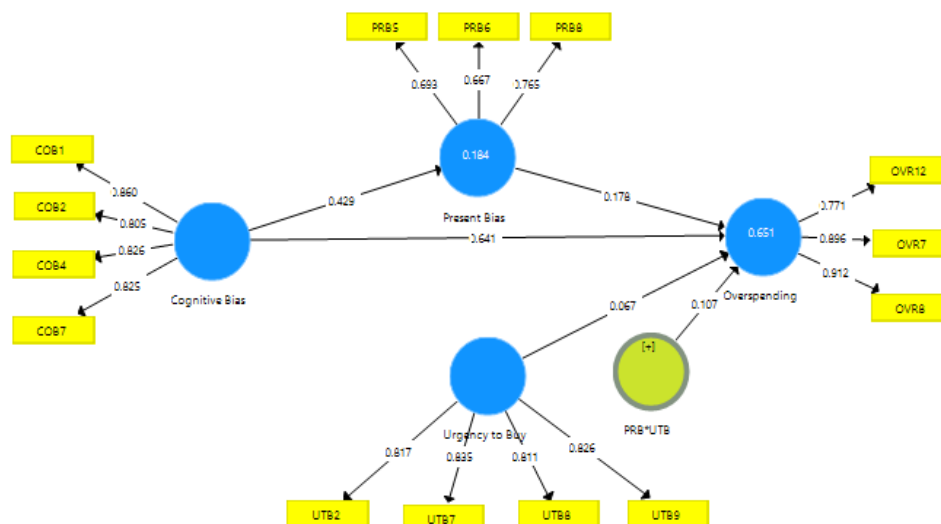 PRB5
PRB6
PRB8
0.693
0.667
0.765
COB1
0.860
COB2
0.805
COB4
0.826
COB7
0.825
0.184
Present Bias
0.429
0.178
0.641
Cognitive Bias
0.651
Overspending
OVR12
0.771
OVR7
0.896
OVR8
0.912
0.067
0.107
[+]
PRB*UTB
Urgency to Buy
0.817
0.835
0.811
0.826
UTB2
UTB7
UTB8
UTB9